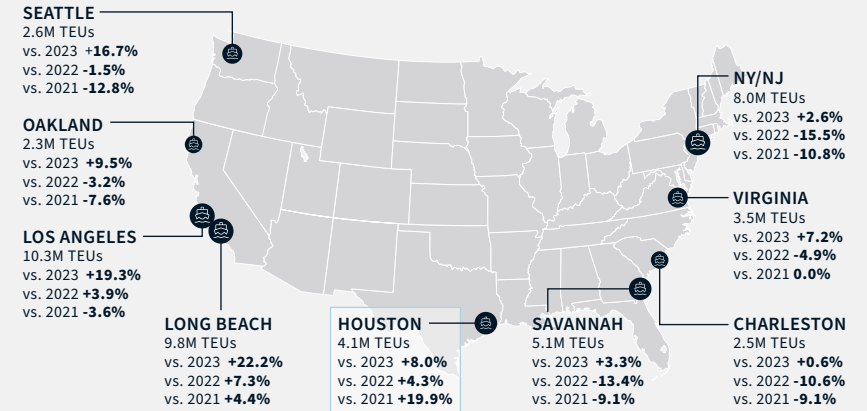 SEATTLE
2.6M TEUs
vs. 2023 +16.7%
vs. 2022 -1.5%
vs. 2021 -12.8%
OAKLAND
2.3M TEUs
vs. 2023 +9.5%
vs. 2022 -3.2%
vs. 2021 -7.6%
LOS ANGELES
10.3M TEUs
vs. 2023 +19.3%
vs. 2022 +3.9%
vs. 2021 -3.6%
LONG BEACH
9.8M TEUs
vs. 2023 +22.2%
vs. 2022 +7.3%
vs. 2021 +4.4%
HOUSTON
4.1M TEUs
vs. 2023 +8.0%
vs. 2022 +4.3%
vs. 2021 +19.9%
SAVANNAH
5.1M TEUs
vs. 2023 +3.3%
vs. 2022 -13.4%
vs. 2021 -9.1%
NY/NJ
8.0M TEUs
vs. 2023 +2.6%
vs. 2022 -15.5%
vs. 2021 -10.8%
VIRGINIA
3.5M TEUs
vs. 2023 +7.2%
vs. 2022 -4.9%
vs. 2021 0.0%
CHARLESTON
2.5M TEUs
vs. 2023 +0.6%
vs. 2022 -10.6%
vs. 2021 -9.1%